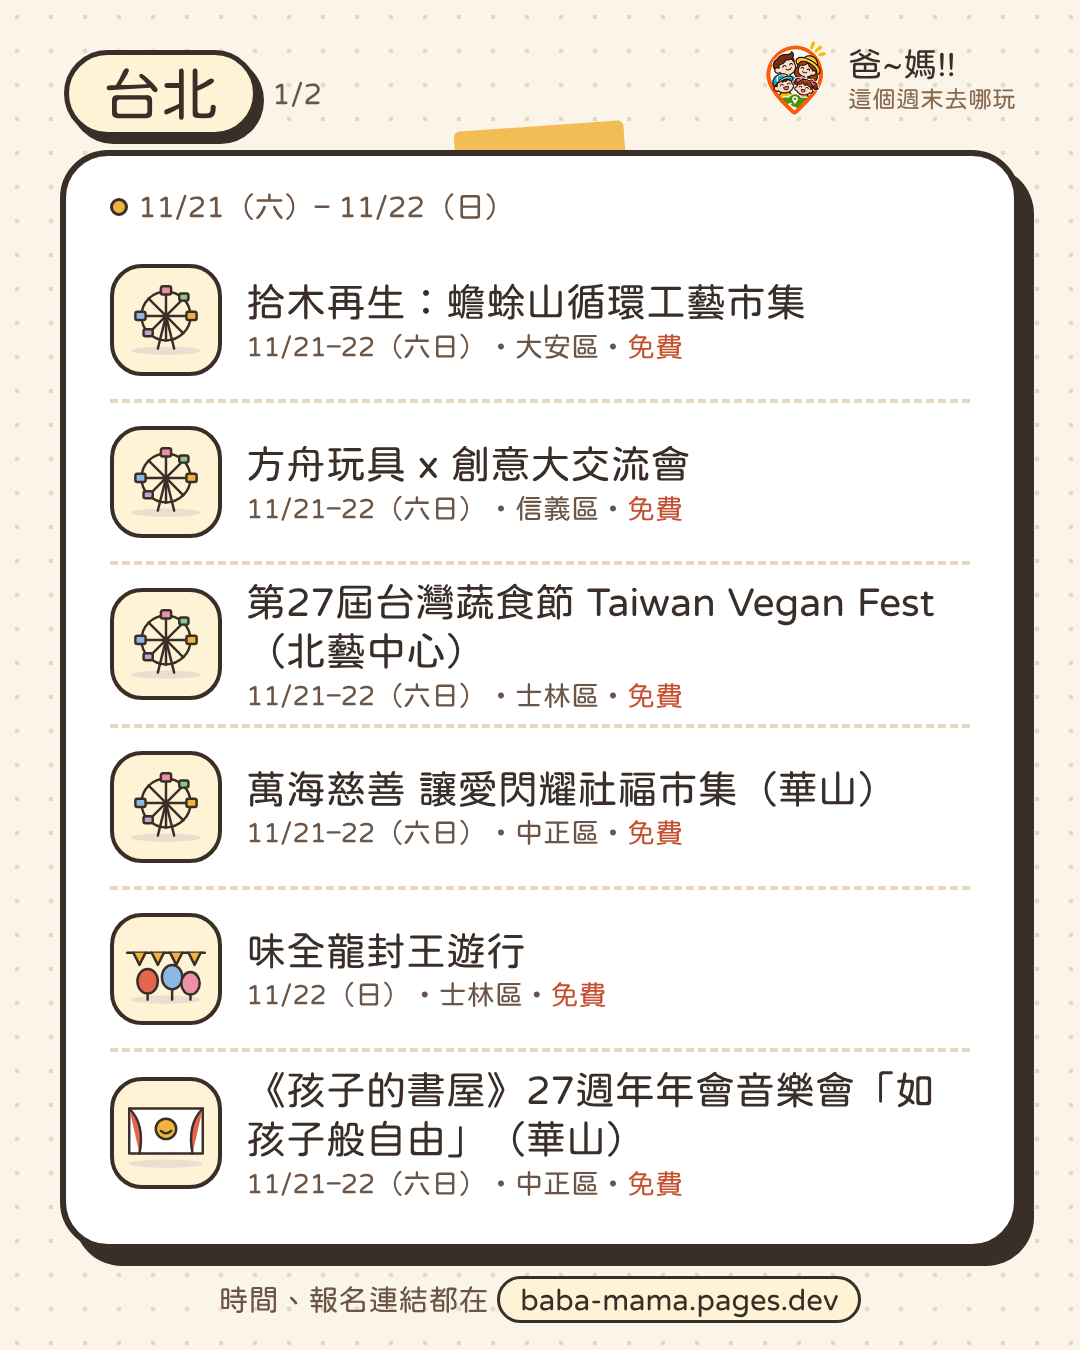 台北
1/2
爸~媽!!
這個週末去哪玩
11/21（六）– 11/22（日）
拾木再生：蟾蜍山循環工藝市集
11/21–22（六日）・大安區・免費
方舟玩具 x 創意大交流會
11/21–22（六日）・信義區・免費
第27屆台灣蔬食節 Taiwan Vegan Fest
（北藝中心）
11/21–22（六日）・士林區・免費
萬海慈善 讓愛閃耀社福市集（華山）
11/21–22（六日）・中正區・免費
味全龍封王遊行
11/22（日）・士林區・免費
《孩子的書屋》27週年年會音樂會「如
孩子般自由」（華山）
11/21–22（六日）・中正區・免費
時間、報名連結都在 baba-mama.pages.dev